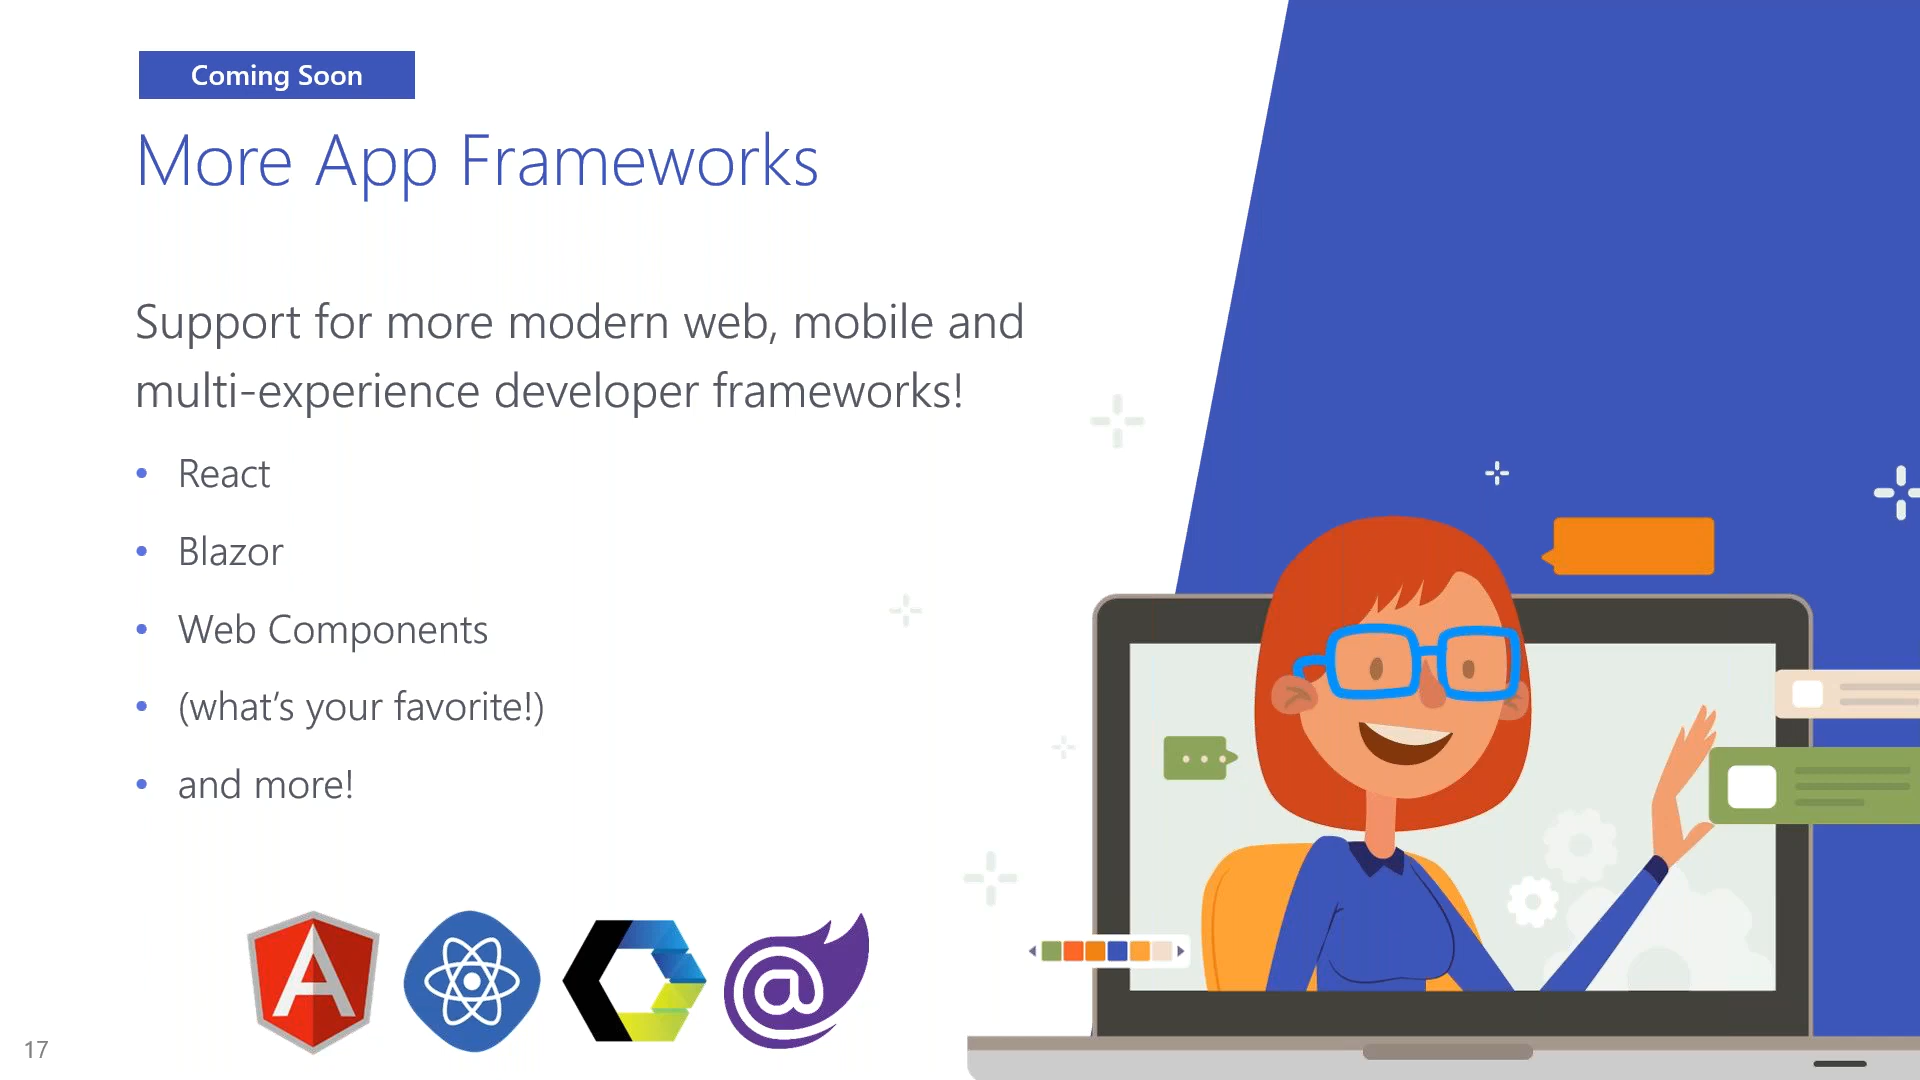 Coming Soon
More App Frameworks
Support for more modern web, mobile and
multi-experience developer frameworks!
• React
• Blazor
• Web Components
• (what's your favorite!)
• and more!
A
@
17